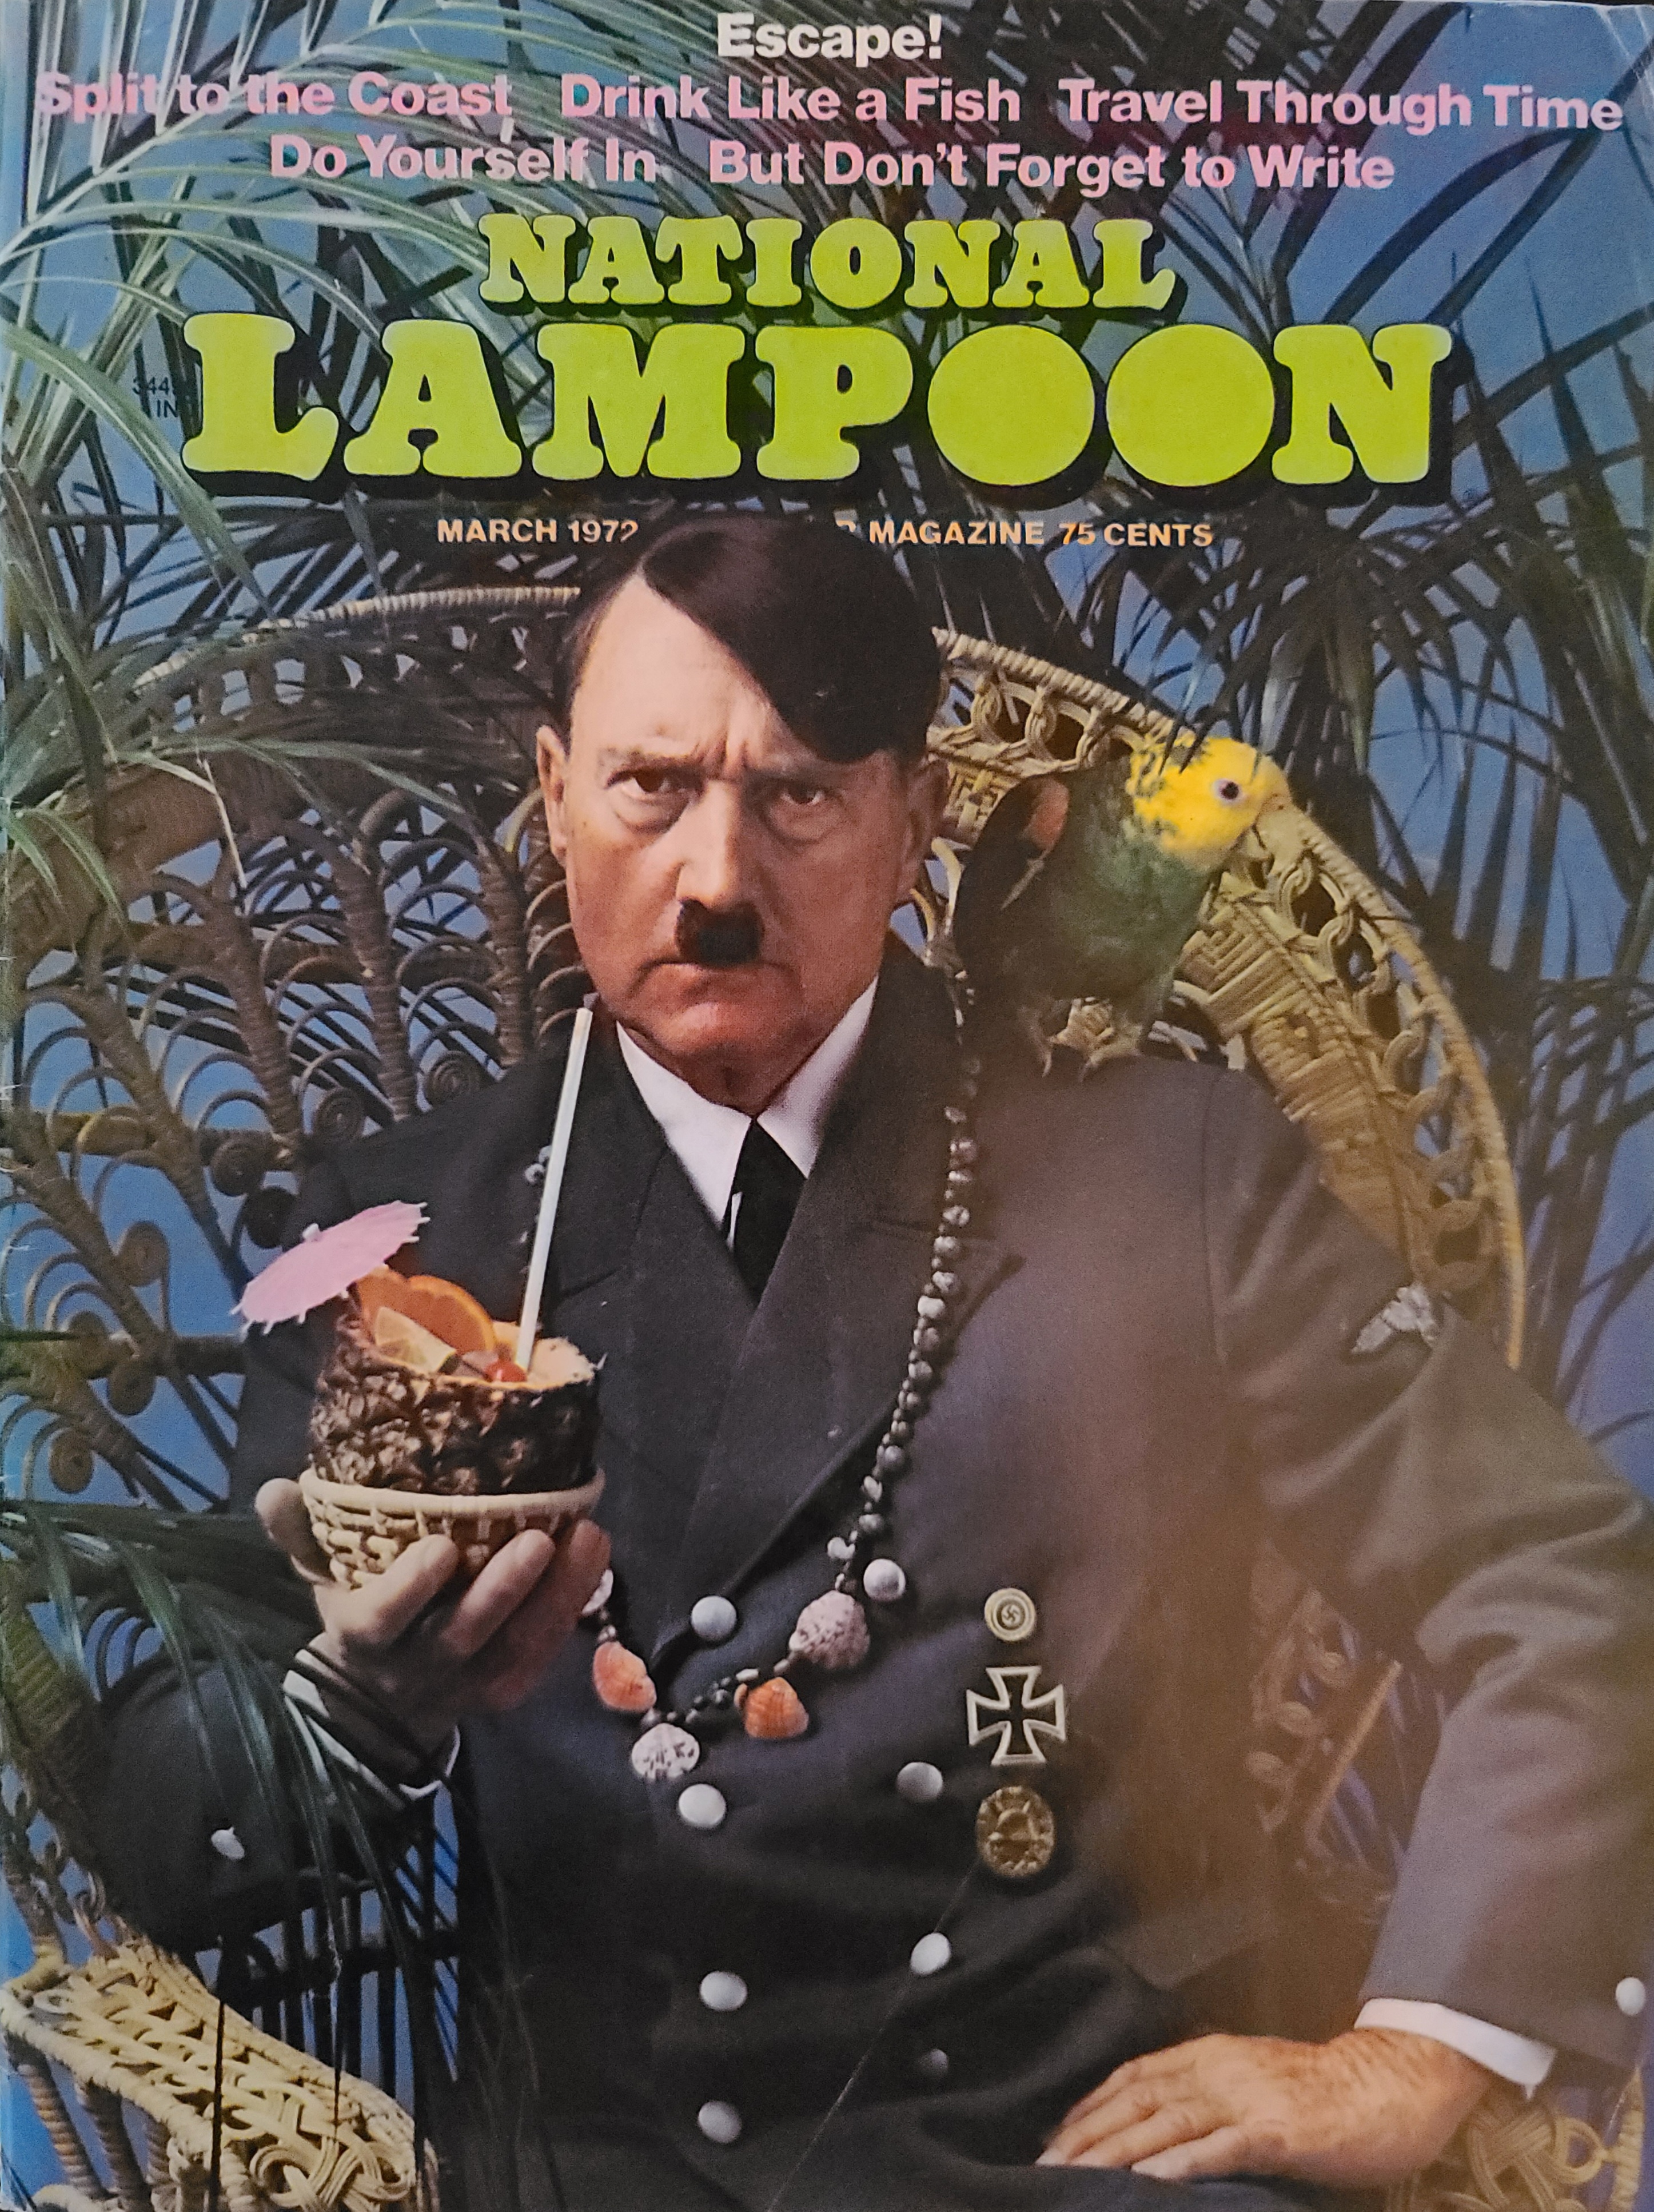 Escape!
Split to the Coast Drink Like a Fish Travel Through Time
Do Yourself In But Don't Forget to Write
NATIONAL
LAMPOON
MARCH 1972 MAGAZINE 75 CENTS